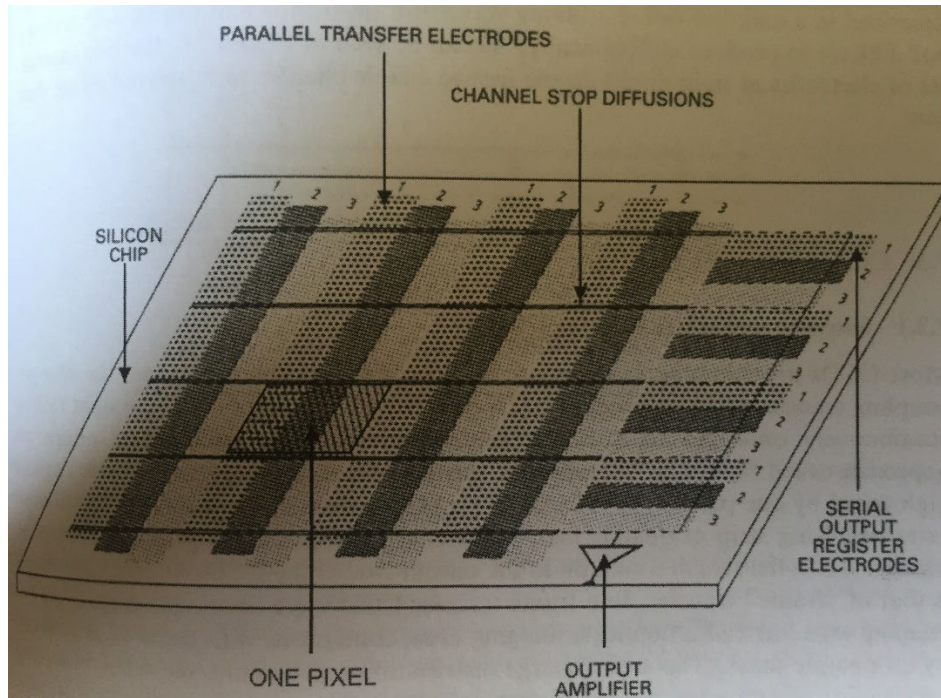 PARALLEL TRANSFER ELECTRODES
CHANNEL STOP DIFFUSIONS
1 2 3 1 2 3 1 2 3 1 2 3
SILICON
CHIP
1
2
3
1
2
3
1
2
3
1
2
3
SERIAL
OUTPUT
REGISTER
ELECTRODES
ONE PIXEL
OUTPUT
AMPLIFIER